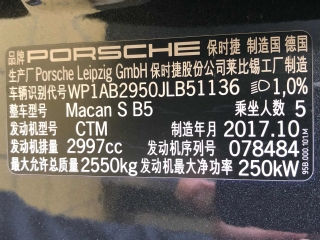 品牌 PORSCHE 保时捷 制造国 德国
生产厂 Porsche Leipzig GmbH 保时捷股份公司莱比锡工厂制造
车辆识别代号 WP1AB2950JLB51136 1,0%
整车型号 Macan S B5 乘坐人数 5
发动机型号 CTM 制造年月 2017.10
发动机排量 2997cc 发动机序列号 078484
最大允许总质量 2550kg 发动机最大净功率 250kW
95B.000.101.M